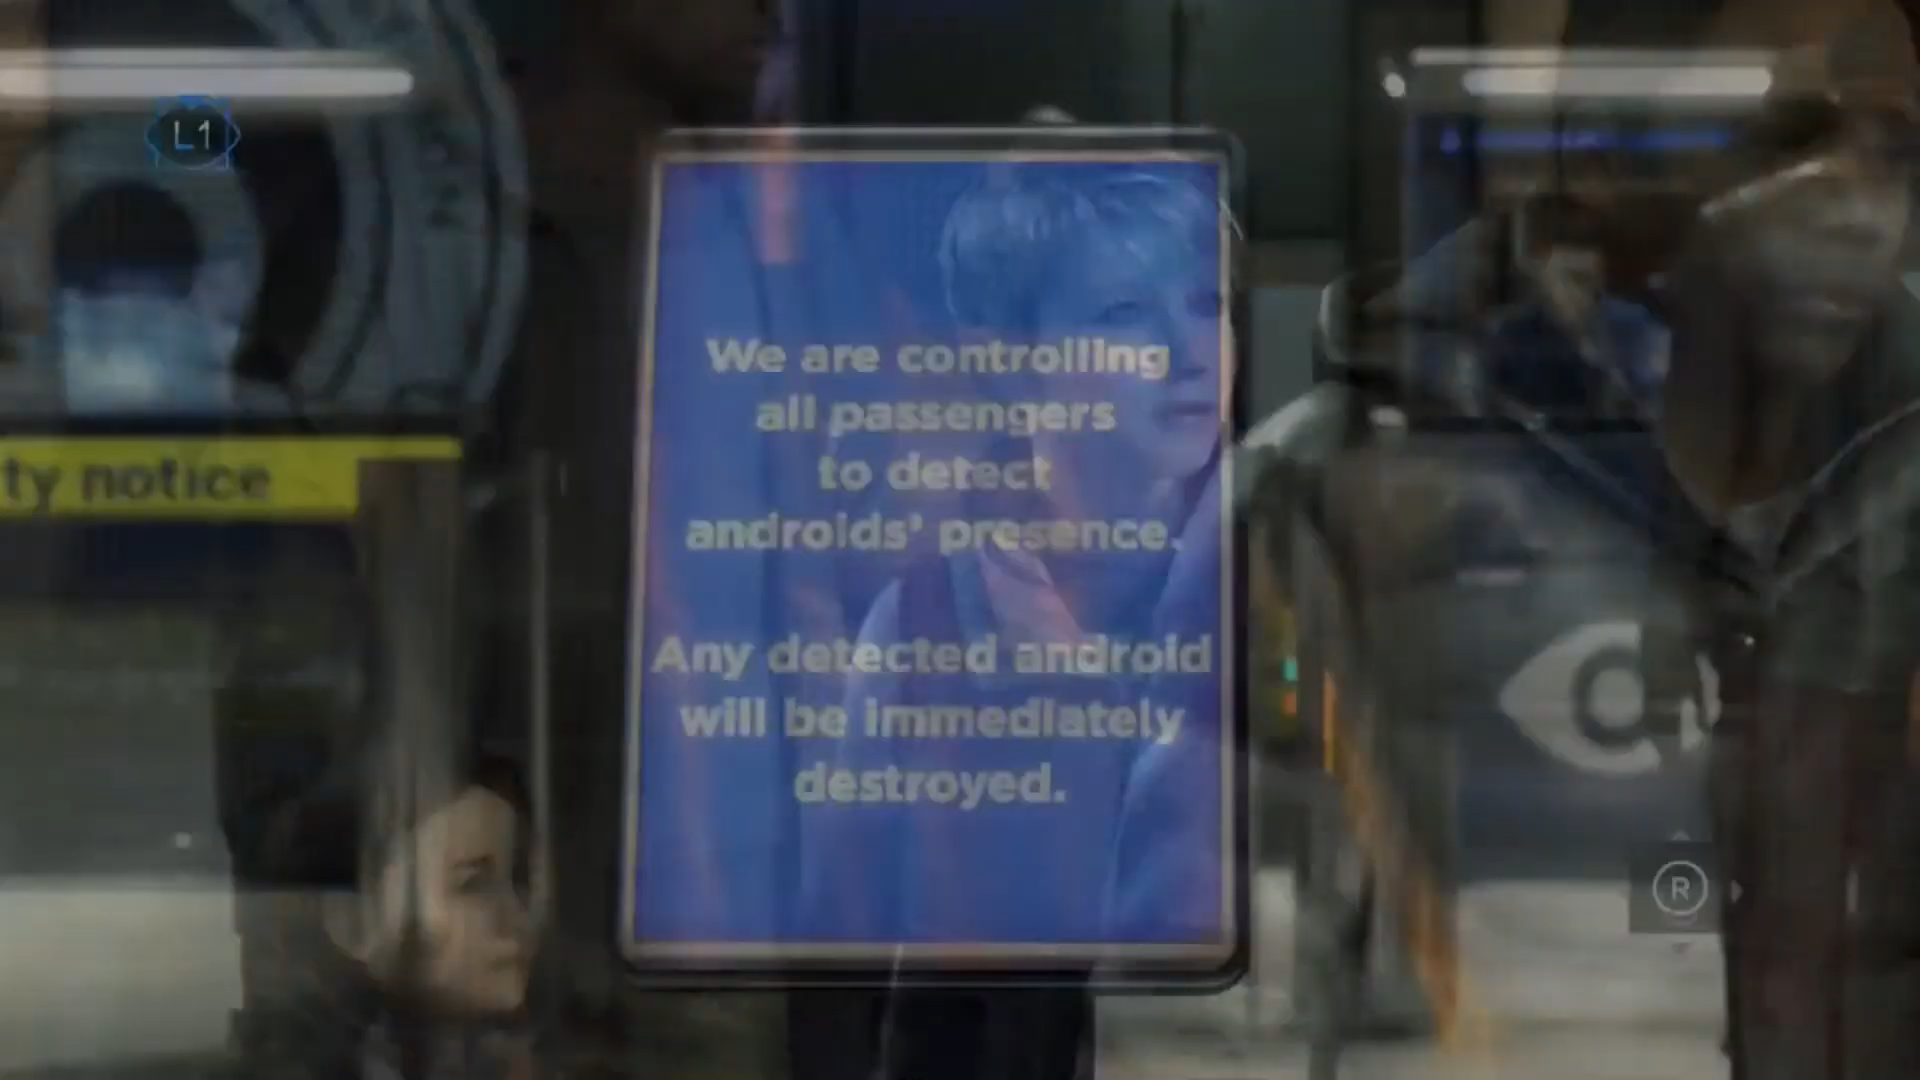 L1
ty notice
We are controlling
all passengers
to detect
androids' presence.
Any detected android
will be immediately
destroyed.
R